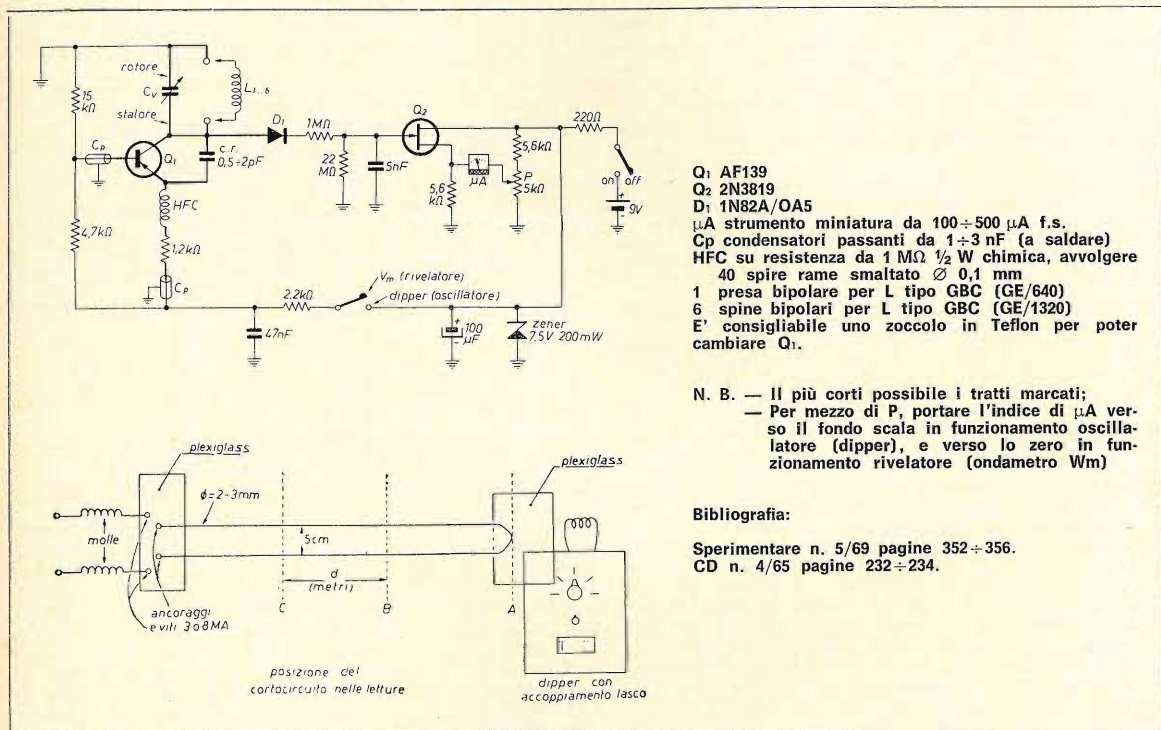 rotore
Cv
statore
15
kΩ
L1..6
Cp
Q1
c.r.
0,5÷2pF
D1
1MΩ
22
MΩ
5nF
Q2
5,6kΩ
µA
P
5kΩ
5,6
kΩ
220Ω
on off
9V
HFC
1,2kΩ
Cp
4,7kΩ
47nF
2.2kΩ
Vm (rivelatore)
dipper (oscillatore)
100
µF
zener
7,5V 200mW
Q1 AF139
Q2 2N3819
D1 1N82A/OA5
µA strumento miniatura da 100÷500 µA f.s.
Cp condensatori passanti da 1÷3 nF (a saldare)
HFC su resistenza da 1 MΩ ½ W chimica, avvolgere
40 spire rame smaltato Ø 0,1 mm
1 presa bipolare per L tipo GBC (GE/640)
6 spine bipolari per L tipo GBC (GE/1320)
E' consigliabile uno zoccolo in Teflon per poter
cambiare Q1.
N. B. — Il più corti possibile i tratti marcati;
— Per mezzo di P, portare l'indice di µA ver-
so il fondo scala in funzionamento oscilla-
latore (dipper), e verso lo zero in fun-
zionamento rivelatore (ondametro Wm)
Bibliografia:
Sperimentare n. 5/69 pagine 352÷356.
CD n. 4/65 pagine 232÷234.
plexiglass
ϕ=2-3mm
molle
5cm
d
(metri)
C
B
A
ancoraggi
e viti 3o8MA
plexiglass
posizione del
cortocircuito nelle letture
dipper con
accoppiamento lasco